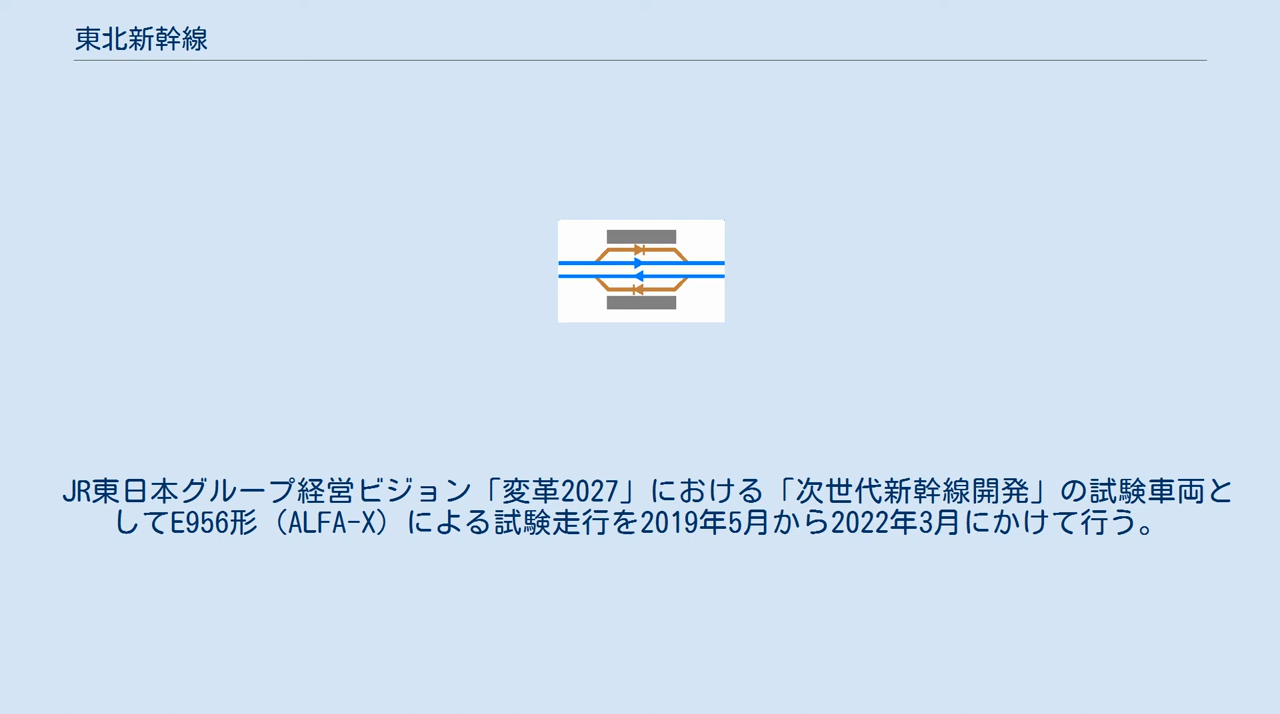 東北新幹線
JR東日本グループ経営ビジョン「変革2027」における「次世代新幹線開発」の試験車両と
してE956形（ALFA-X）による試験走行を2019年5月から2022年3月にかけて行う。